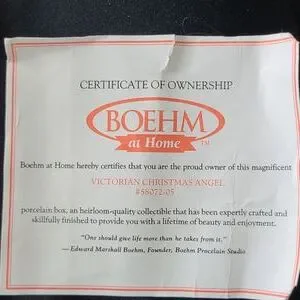 CERTIFICATE OF OWNERSHIP
BOEHM
at Home™
Boehm at Home hereby certifies that you are the proud owner of this magnificent
VICTORIAN CHRISTMAS ANGEL
#58072-05
porcelain box, an heirloom-quality collectible that has been expertly crafted and
skillfully finished to provide you with a lifetime of beauty and enjoyment.
"One should give life more than he takes from it."
— Edward Marshall Boehm, Founder, Boehm Porcelain Studio